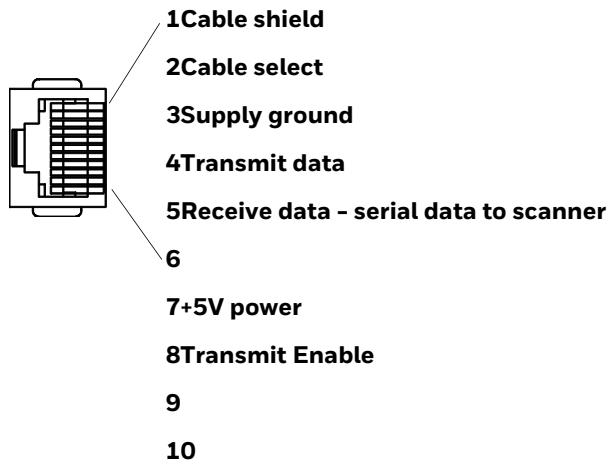 1Cable shield
2Cable select
3Supply ground
4Transmit data
5Receive data - serial data to scanner
6
7+5V power
8Transmit Enable
9
10